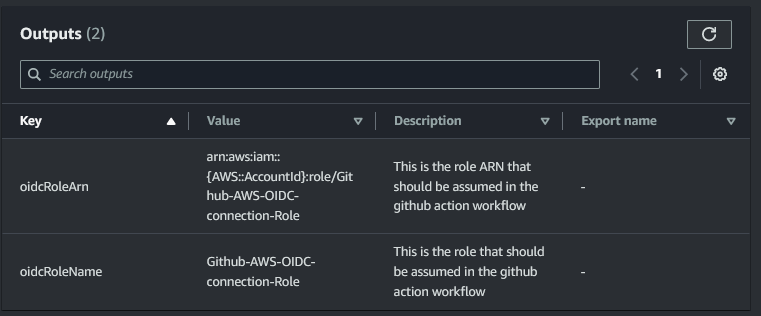 Outputs (2)
Search outputs
1
Key
Value
Description
Export name
oidcRoleArn
arn:aws:iam::
{AWS::AccountId}:role/Git
hub-AWS-OIDC-
connection-Role
This is the role ARN that
should be assumed in the
github action workflow
-
oidcRoleName
Github-AWS-OIDC-
connection-Role
This is the role that should
be assumed in the github
action workflow
-